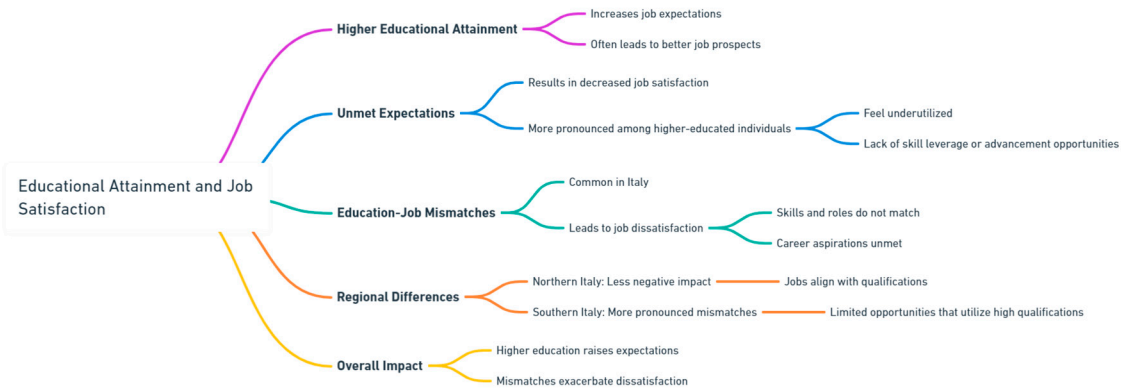 Educational Attainment and Job
Satisfaction
Higher Educational Attainment
Increases job expectations
Often leads to better job prospects
Unmet Expectations
Results in decreased job satisfaction
More pronounced among higher-educated individuals
Feel underutilized
Lack of skill leverage or advancement opportunities
Education-Job Mismatches
Common in Italy
Leads to job dissatisfaction
Skills and roles do not match
Career aspirations unmet
Regional Differences
Northern Italy: Less negative impact
Jobs align with qualifications
Southern Italy: More pronounced mismatches
Limited opportunities that utilize high qualifications
Overall Impact
Higher education raises expectations
Mismatches exacerbate dissatisfaction